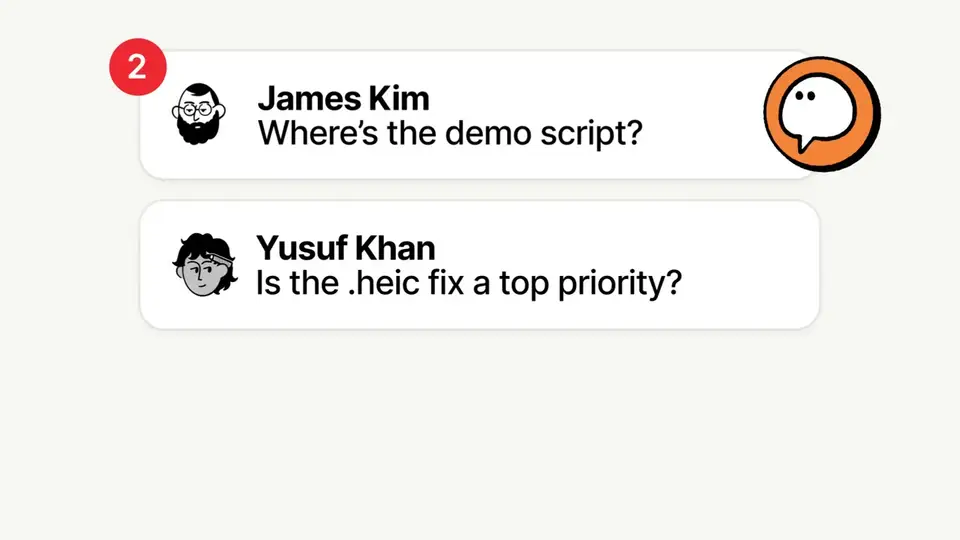 2
James Kim
Where’s the demo script?
Yusuf Khan
Is the .heic fix a top priority?